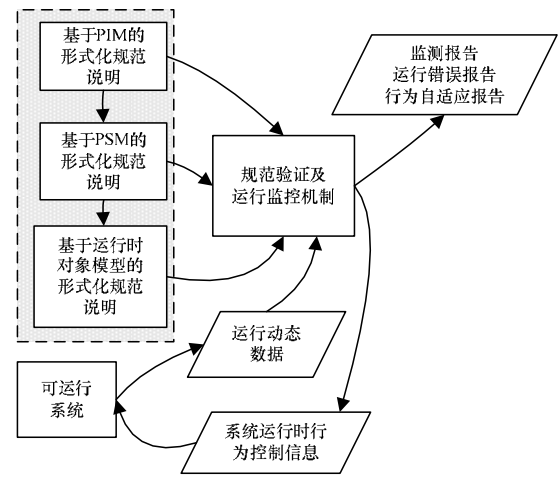 基于PIM的
形式化规范
说明
基于PSM的
形式化规范
说明
基于运行时
对象模型的
形式化规范
说明
规范验证及
运行监控机制
监测报告
运行错误报告
行为自适应报告
运行动态
数据
可运行
系统
系统运行时行
为控制信息